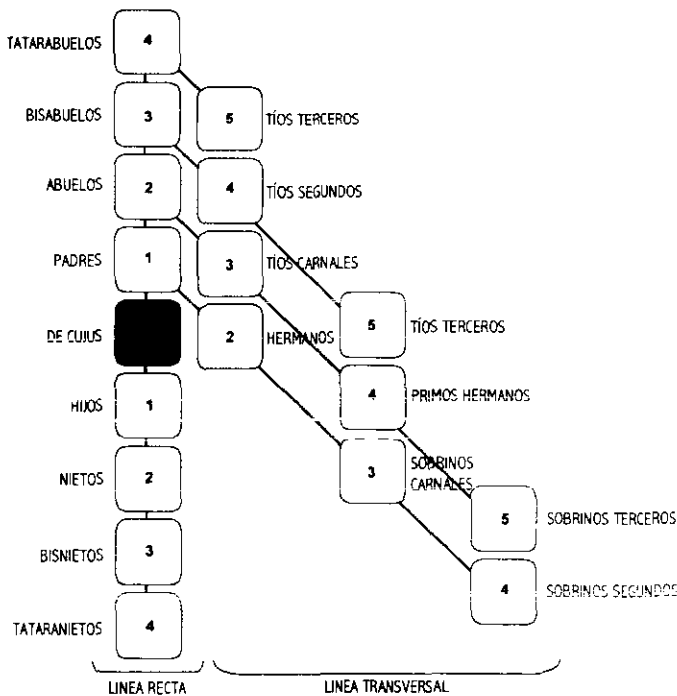 TATARABUELOS 4
BISABUELOS 3 5 TÍOS TERCEROS
ABUELOS 2 4 TÍOS SEGUNDOS
PADRES 1 3 TÍOS CARNALES
DE CUJUS 2 HERMANOS 5 TÍOS TERCEROS
HIJOS 1 4 PRIMOS HERMANOS
NIETOS 2 3 SOBRINOS
CARNALES
5 SOBRINOS TERCEROS
BISNIETOS 3
4 SOBRINOS SEGUNDOS
TATARANIETOS 4
LINEA RECTA LINEA TRANSVERSAL